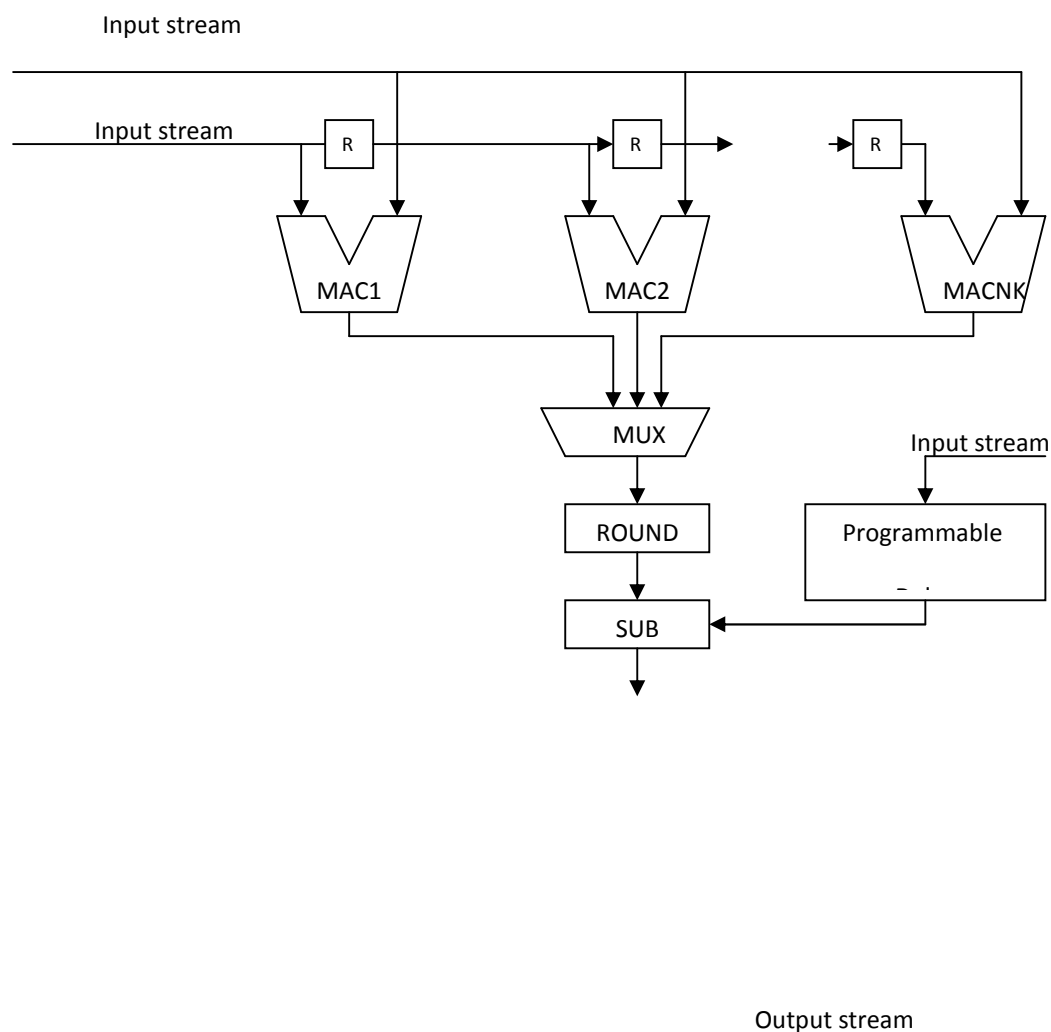 Input stream
Input stream
R
R
R
MAC1
MAC2
MACNK
MUX
Input stream
ROUND
Programmable
SUB
Output stream